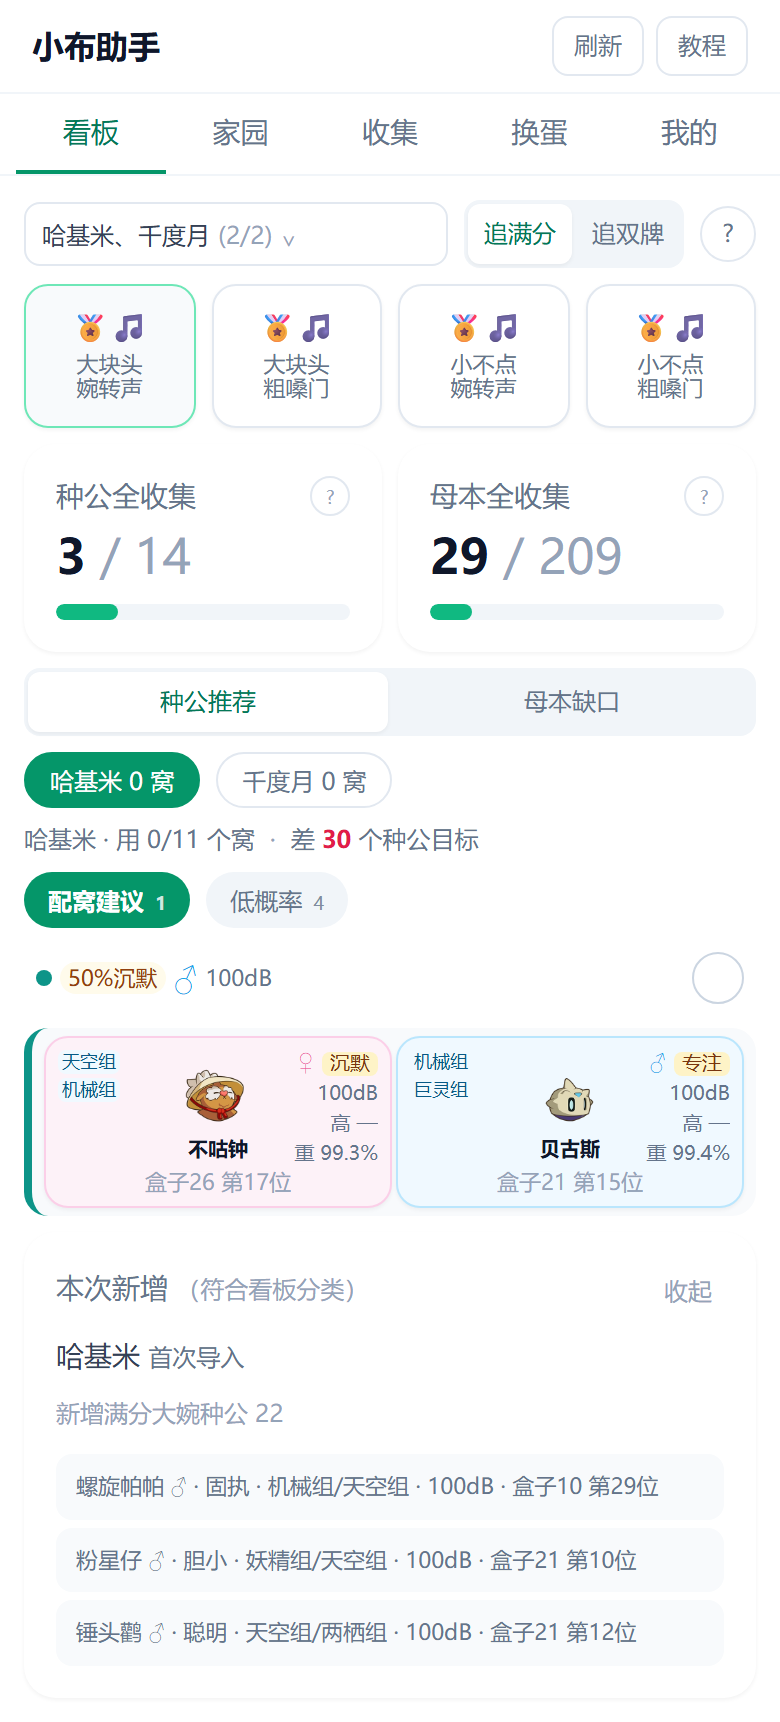 小布助手
刷新
教程
看板
家园
收集
换蛋
我的
哈基米、千度月 (2/2) ∨
追满分
追双牌
?
大块头
婉转声
大块头
粗嗓门
小不点
婉转声
小不点
粗嗓门
种公全收集
?
3 / 14
母本全收集
?
29 / 209
种公推荐
母本缺口
哈基米 0 窝
千度月 0 窝
哈基米 · 用 0/11 个窝 · 差 30 个种公目标
配窝建议 1
低概率 4
50%沉默 ♂ 100dB
天空组
机械组
♀ 沉默
100dB
高 —
重 99.3%
不咕钟
盒子26 第17位
机械组
巨灵组
♂ 专注
100dB
高 —
重 99.4%
贝古斯
盒子21 第15位
本次新增 （符合看板分类）
收起
哈基米 首次导入
新增满分大婉种公 22
螺旋帕帕 ♂ · 固执 · 机械组/天空组 · 100dB · 盒子10 第29位
粉星仔 ♂ · 胆小 · 妖精组/天空组 · 100dB · 盒子21 第10位
锤头鹳 ♂ · 聪明 · 天空组/两栖组 · 100dB · 盒子21 第12位